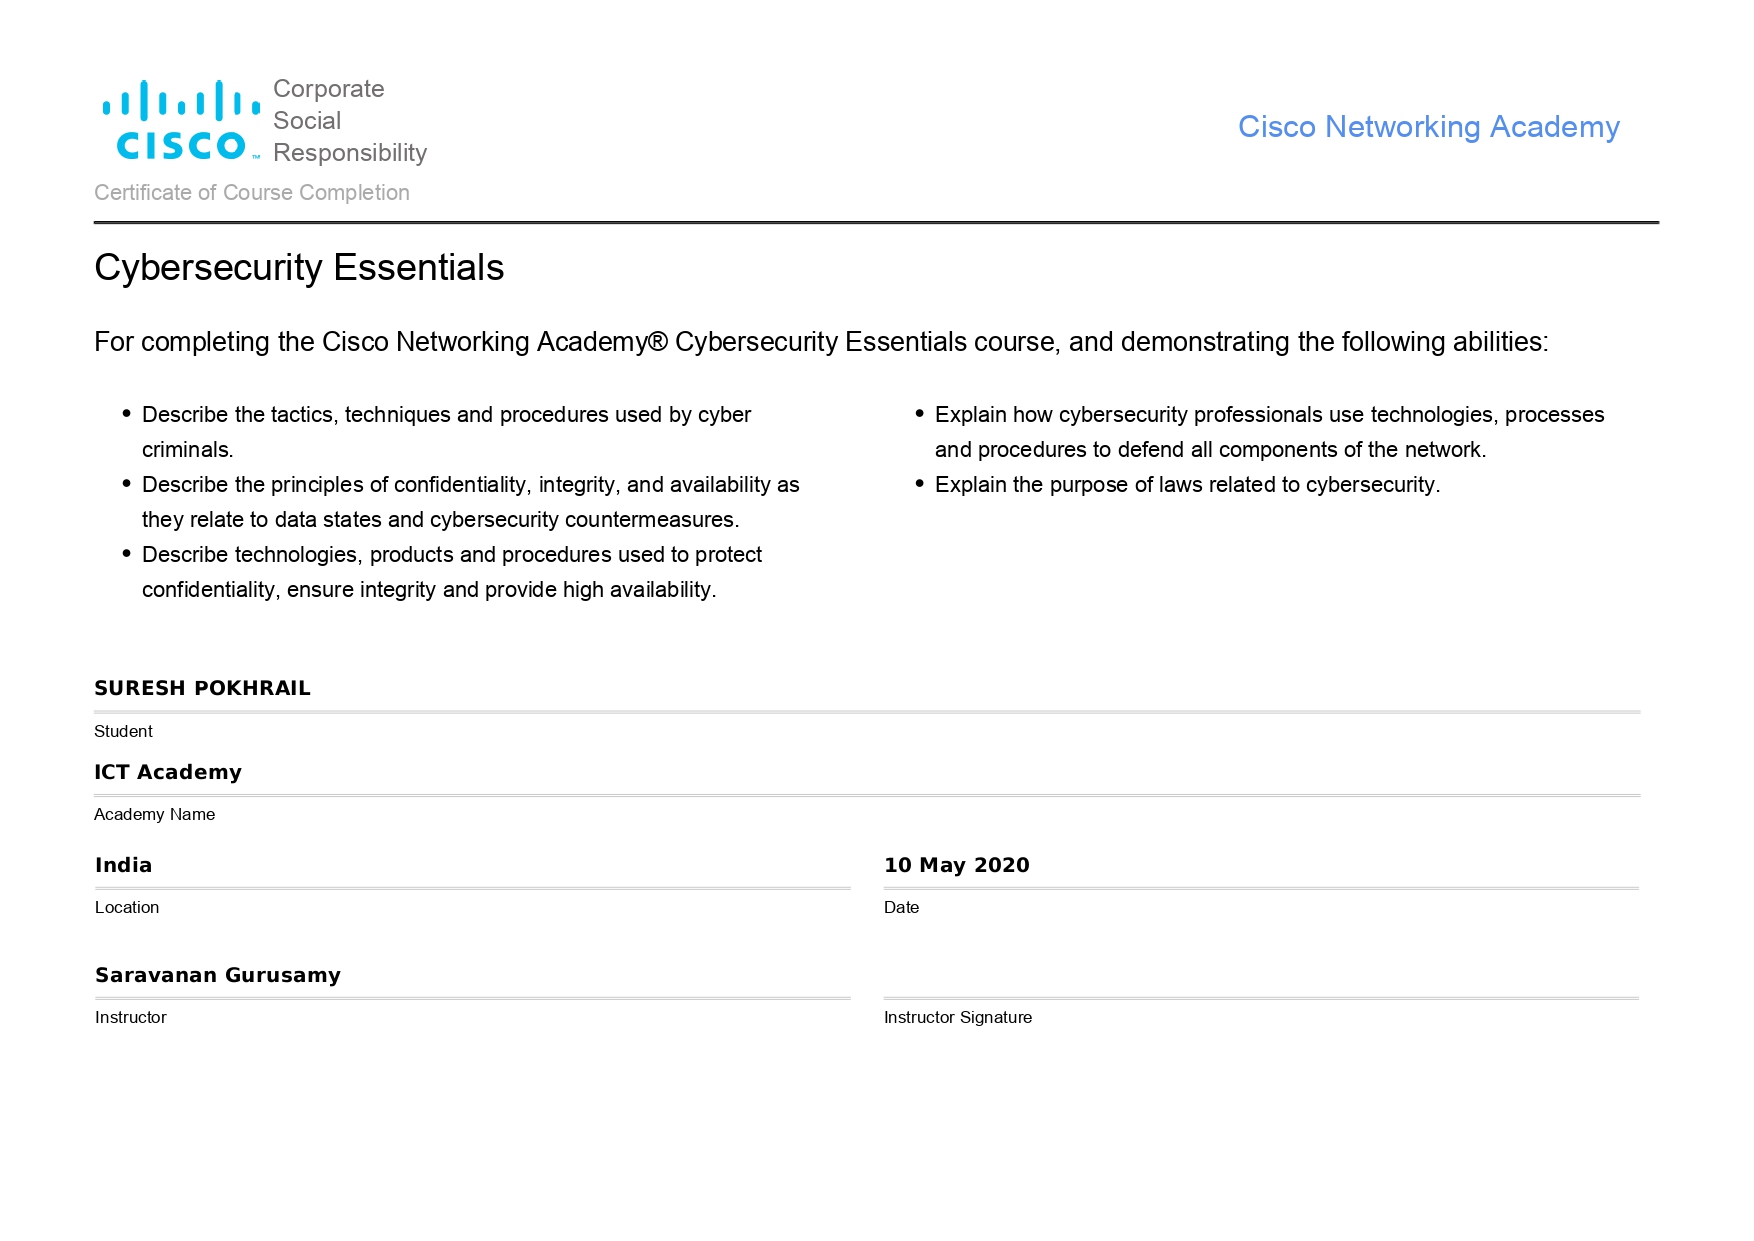 Corporate
Social
Responsibility
CISCO™
Cisco Networking Academy
Certificate of Course Completion
Cybersecurity Essentials
For completing the Cisco Networking Academy® Cybersecurity Essentials course, and demonstrating the following abilities:
• Describe the tactics, techniques and procedures used by cyber
criminals.
• Describe the principles of confidentiality, integrity, and availability as
they relate to data states and cybersecurity countermeasures.
• Describe technologies, products and procedures used to protect
confidentiality, ensure integrity and provide high availability.
• Explain how cybersecurity professionals use technologies, processes
and procedures to defend all components of the network.
• Explain the purpose of laws related to cybersecurity.
SURESH POKHRAIL
Student
ICT Academy
Academy Name
India
Location
10 May 2020
Date
Saravanan Gurusamy
Instructor
Instructor Signature